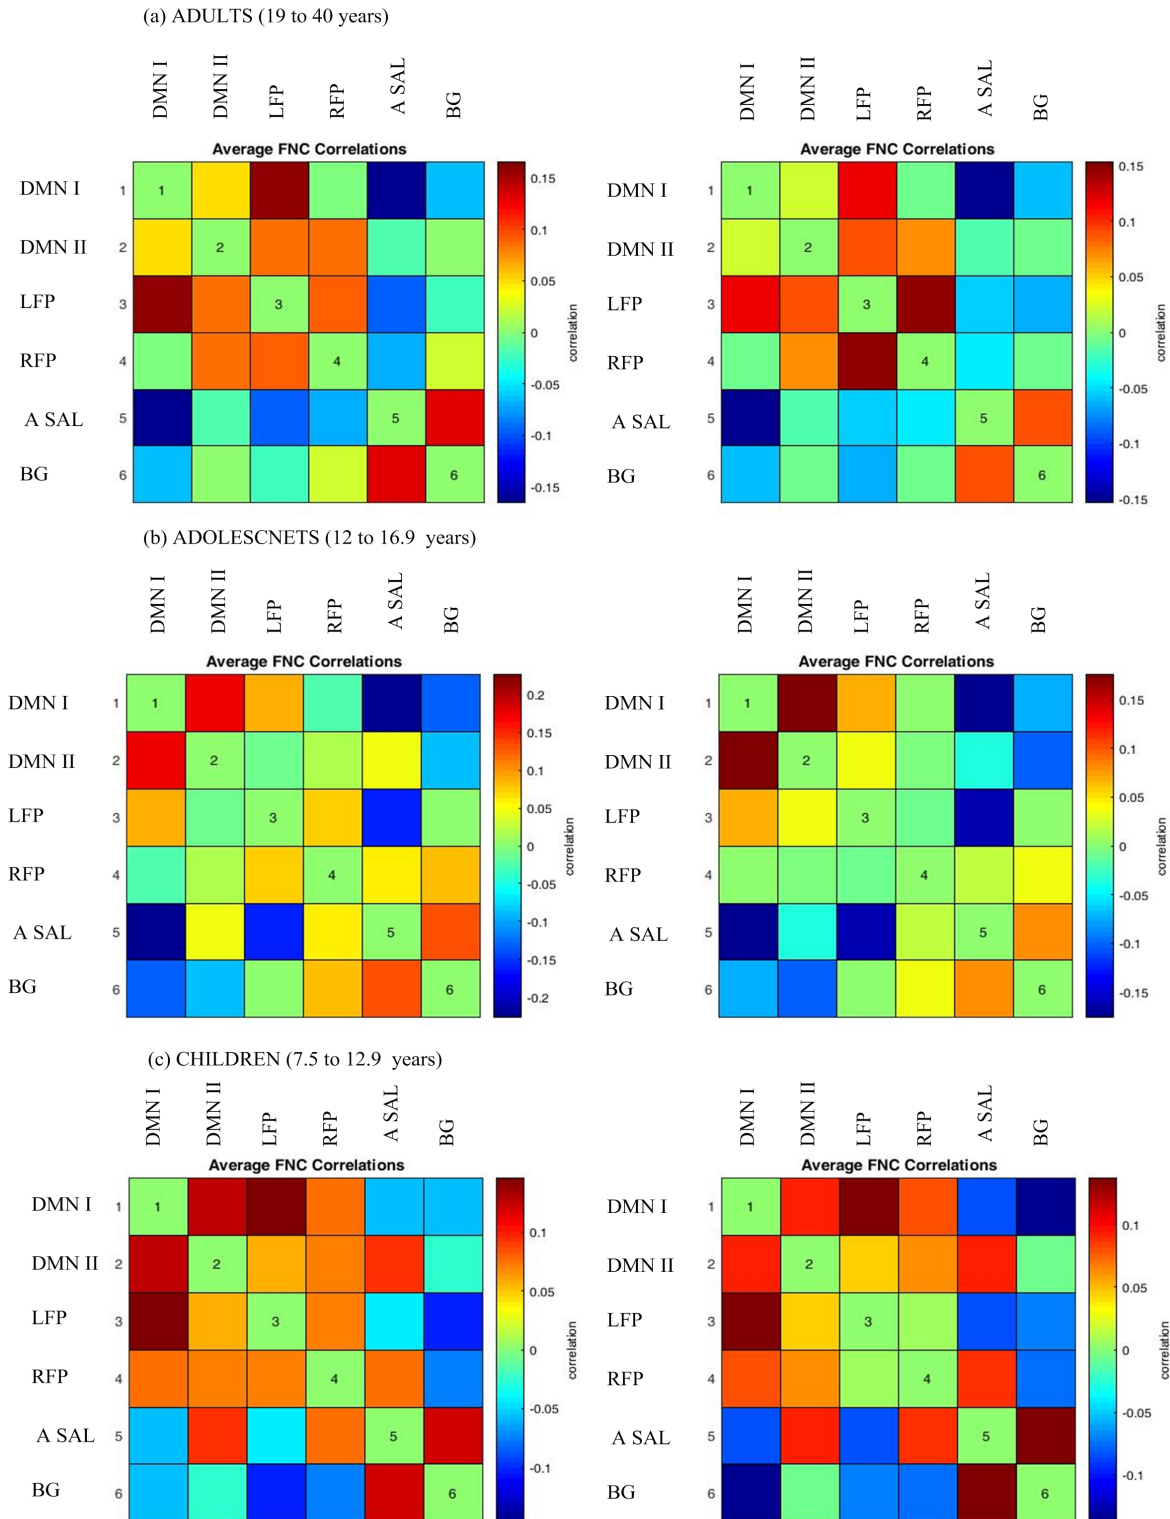 (a) ADULTS (19 to 40 years)
DMN I DMN II LFP RFP A SAL BG
Average FNC Correlations
DMN I 1 1
DMN II 2 2
LFP 3 3
RFP 4 4
A SAL 5 5
BG 6 6
0.15
0.1
0.05
0
-0.05
-0.1
-0.15
correlation
DMN I DMN II LFP RFP A SAL BG
Average FNC Correlations
DMN I 1 1
DMN II 2 2
LFP 3 3
RFP 4 4
A SAL 5 5
BG 6 6
0.15
0.1
0.05
0
-0.05
-0.1
-0.15
correlation
(b) ADOLESCNETS (12 to 16.9 years)
DMN I DMN II LFP RFP A SAL BG
Average FNC Correlations
DMN I 1 1
DMN II 2 2
LFP 3 3
RFP 4 4
A SAL 5 5
BG 6 6
0.2
0.15
0.1
0.05
0
-0.05
-0.1
-0.15
-0.2
correlation
DMN I DMN II LFP RFP A SAL BG
Average FNC Correlations
DMN I 1 1
DMN II 2 2
LFP 3 3
RFP 4 4
A SAL 5 5
BG 6 6
0.15
0.1
0.05
0
-0.05
-0.1
-0.15
correlation
(c) CHILDREN (7.5 to 12.9 years)
DMN I DMN II LFP RFP A SAL BG
Average FNC Correlations
DMN I 1 1
DMN II 2 2
LFP 3 3
RFP 4 4
A SAL 5 5
BG 6 6
0.1
0.05
0
-0.05
-0.1
correlation
DMN I DMN II LFP RFP A SAL BG
Average FNC Correlations
DMN I 1 1
DMN II 2 2
LFP 3 3
RFP 4 4
A SAL 5 5
BG 6 6
0.1
0.05
0
-0.05
-0.1
correlation